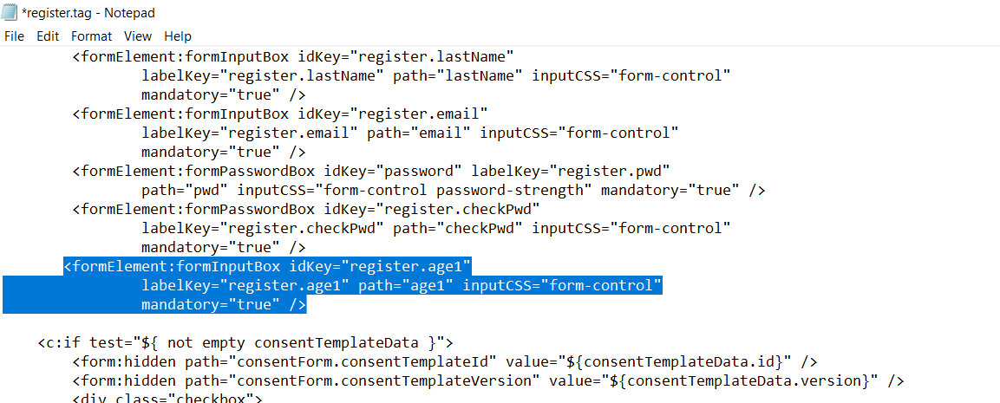 *register.tag - Notepad
File Edit Format View Help
<formElement:formInputBox idKey="register.lastName"
labelKey="register.lastName" path="lastName" inputCSS="form-control"
mandatory="true" />
<formElement:formInputBox idKey="register.email"
labelKey="register.email" path="email" inputCSS="form-control"
mandatory="true" />
<formElement:formPasswordBox idKey="password" labelKey="register.pwd"
path="pwd" inputCSS="form-control password-strength" mandatory="true" />
<formElement:formPasswordBox idKey="register.checkPwd"
labelKey="register.checkPwd" path="checkPwd" inputCSS="form-control"
mandatory="true" />
<formElement:formInputBox idKey="register.age1"
labelKey="register.age1" path="age1" inputCSS="form-control"
mandatory="true" />
<c:if test="${ not empty consentTemplateData }">
<form:hidden path="consentForm.consentTemplateId" value="${consentTemplateData.id}" />
<form:hidden path="consentForm.consentTemplateVersion" value="${consentTemplateData.version}" />
<div class="checkbox">